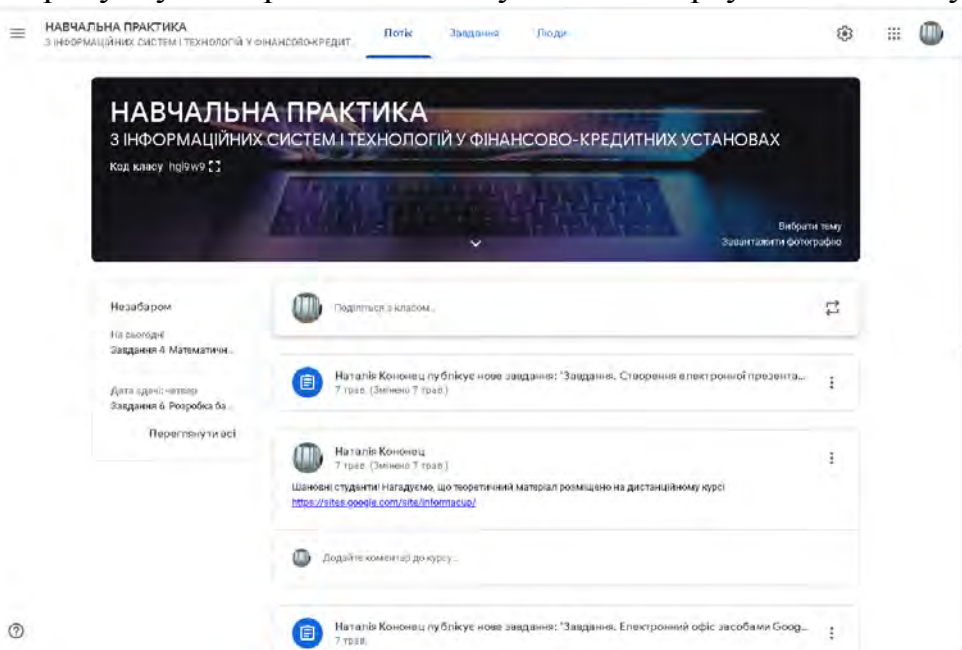 НАВЧАЛЬНА ПРАКТИКА
З ІНФОРМАЦІЙНИХ СИСТЕМ І ТЕХНОЛОГІЙ У ФІНАНСОВО-КРЕДИТ...
Потік Завдання Люди
НАВЧАЛЬНА ПРАКТИКА
З ІНФОРМАЦІЙНИХ СИСТЕМ І ТЕХНОЛОГІЙ У ФІНАНСОВО-КРЕДИТНИХ УСТАНОВАХ
Код класу
Вибрати тему
Завантажити фотографію
Незабаром
На сьогодні
Завдання 4. Математичн...
Дата здачі: четвер
Завдання 6. Розробка ба...
Переглянути всі
Поділіться з класом...
Наталія Кононец публікує нове завдання: "Завдання. Створення електронної презента...
7 трав. (Змінено 7 трав.)
Наталія Кононец
7 трав. (Змінено 7 трав.)
Шановні студенти! Нагадуємо, що теоретичний матеріал розміщено на дистанційному курсі
https://sites.google.com/site/informacup/
Додайте коментар до курсу...
Наталія Кононец публікує нове завдання: "Завдання. Електронний офіс засобами Goog...
7 трав.